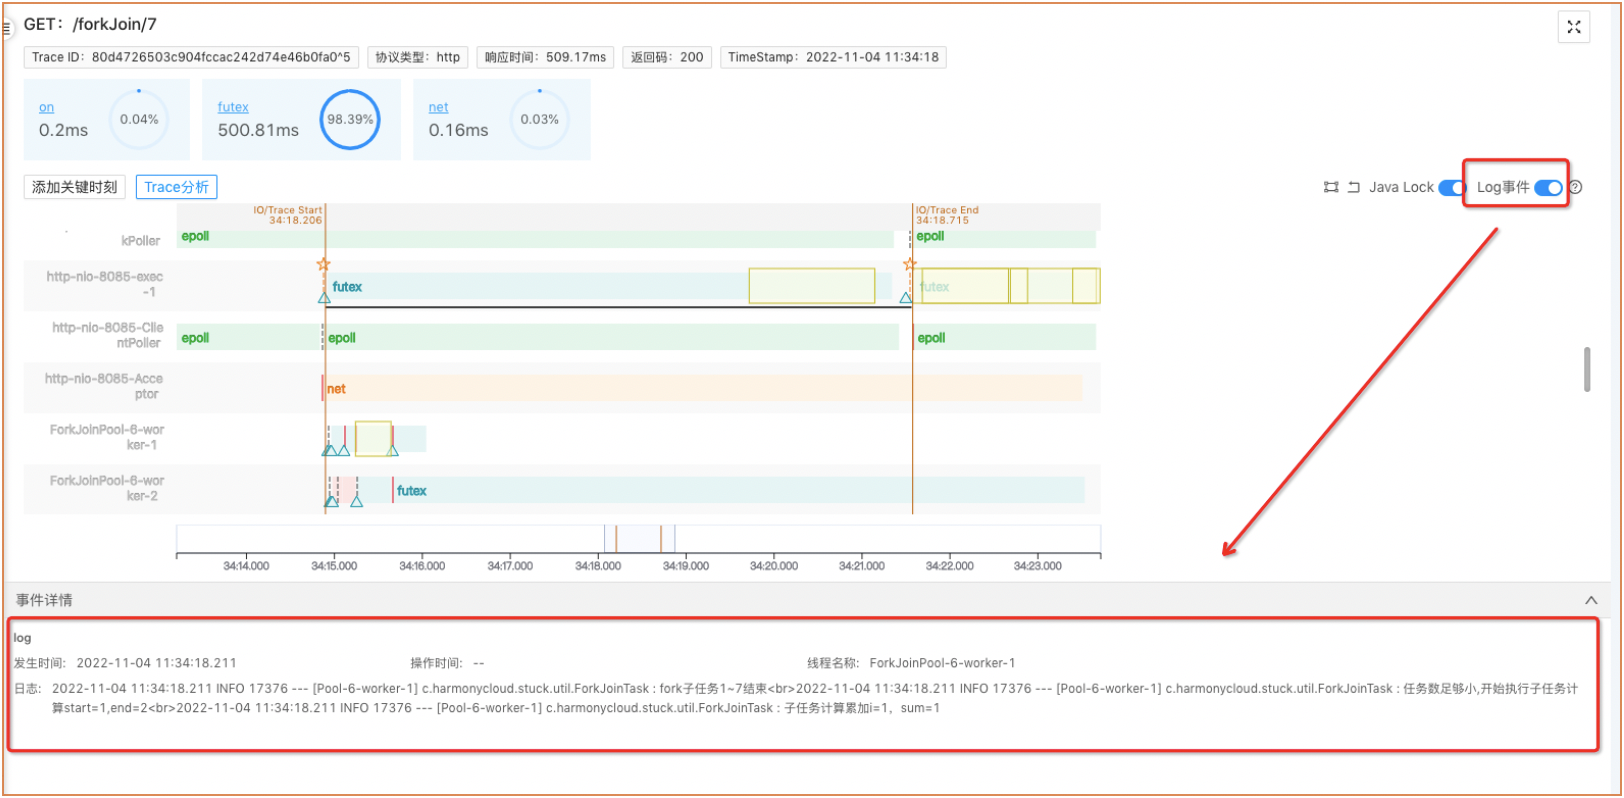 GET: /forkJoin/7
Trace ID: 80d4726503c904fccac242d74e46b0fa0^5
协议类型: http
响应时间: 509.17ms
返回码: 200
TimeStamp: 2022-11-04 11:34:18
on
0.2ms
0.04%
futex
500.81ms
98.39%
net
0.16ms
0.03%
添加关键时刻
Trace分析
Java Lock
Log事件
IO/Trace Start
34:18.206
IO/Trace End
34:18.715
kPoller
epoll
epoll
http-nio-8085-exec
-1
futex
futex
http-nio-8085-Clie
ntPoller
epoll
epoll
epoll
http-nio-8085-Acce
ptor
net
ForkJoinPool-6-wor
ker-1
ForkJoinPool-6-wor
ker-2
futex
34:14.000
34:15.000
34:16.000
34:17.000
34:18.000
34:19.000
34:20.000
34:21.000
34:22.000
34:23.000
事件详情
log
发生时间: 2022-11-04 11:34:18.211
操作时间: --
线程名称: ForkJoinPool-6-worker-1
日志: 2022-11-04 11:34:18.211 INFO 17376 --- [Pool-6-worker-1] c.harmonycloud.stuck.util.ForkJoinTask : fork子任务1~7结束<br>2022-11-04 11:34:18.211 INFO 17376 --- [Pool-6-worker-1] c.harmonycloud.stuck.util.ForkJoinTask : 任务数足够小,开始执行子任务计
算start=1,end=2<br>2022-11-04 11:34:18.211 INFO 17376 --- [Pool-6-worker-1] c.harmonycloud.stuck.util.ForkJoinTask : 子任务计算累加i=1，sum=1